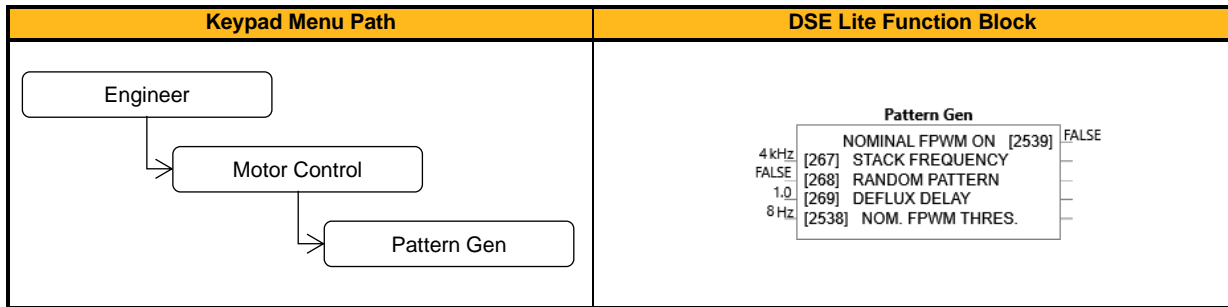 Keypad Menu Path
DSE Lite Function Block
Engineer
Motor Control
Pattern Gen
Pattern Gen
NOMINAL FPWM ON [2539] FALSE
4 kHz [267] STACK FREQUENCY
FALSE [268] RANDOM PATTERN
1.0 [269] DEFLUX DELAY
8 Hz [2538] NOM. FPWM THRES.